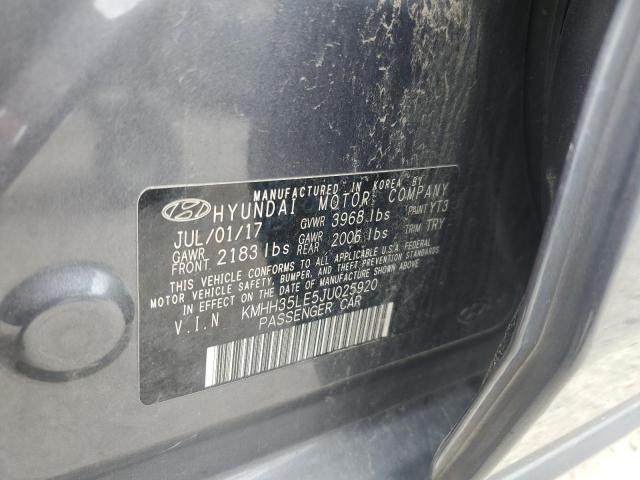 MANUFACTURED IN KOREA BY
HYUNDAI MOTOR COMPANY
JUL/01/17 GVWR 3968 lbs PAINT YT3
GAWR FRONT 2183 lbs GAWR REAR 2006 lbs TRIM TRY
THIS VEHICLE CONFORMS TO ALL APPLICABLE U.S.A. FEDERAL
MOTOR VEHICLE SAFETY, BUMPER, AND THEFT PREVENTION
STANDARDS IN EFFECT ON THE DATE OF MANUFACTURE SHOWN ABOVE.
V.I.N KMHH35LE5JU025920
PASSENGER CAR